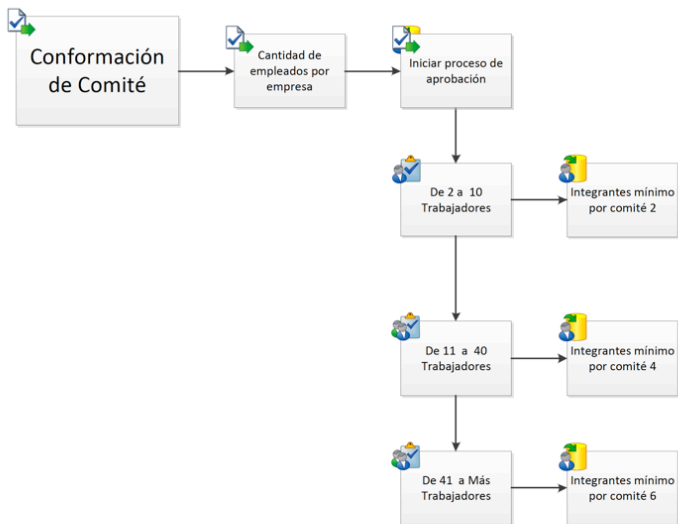 Conformación
de Comité
Cantidad de
empleados por
empresa
Iniciar proceso de
aprobación
De 2 a 10
Trabajadores
Integrantes mínimo
por comité 2
De 11 a 40
Trabajadores
Integrantes mínimo
por comité 4
De 41 a Más
Trabajadores
Integrantes mínimo
por comité 6